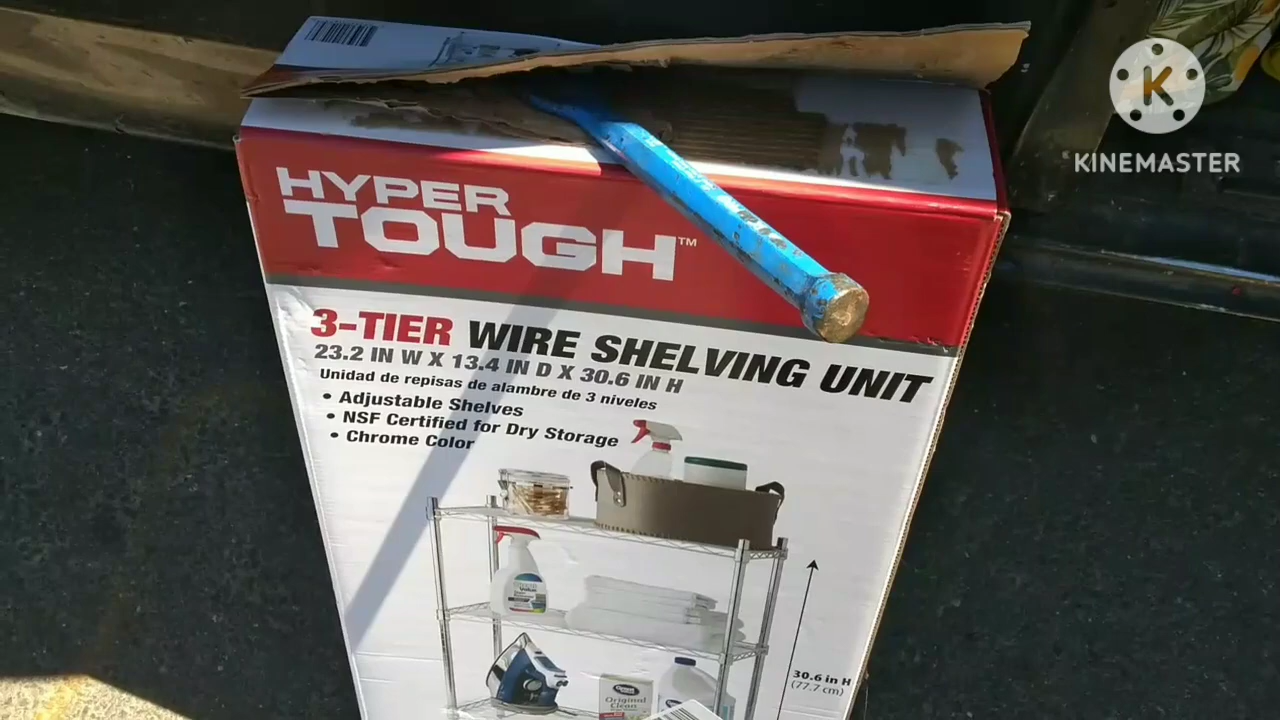 K
KINEMASTER
HYPER
TOUGH™
3-TIER WIRE SHELVING UNIT
23.2 IN W X 13.4 IN D X 30.6 IN H
Unidad de repisas de alambre de 3 niveles
• Adjustable Shelves
• NSF Certified for Dry Storage
• Chrome Color
30.6 in H
(77.7 cm)
Original
Clean